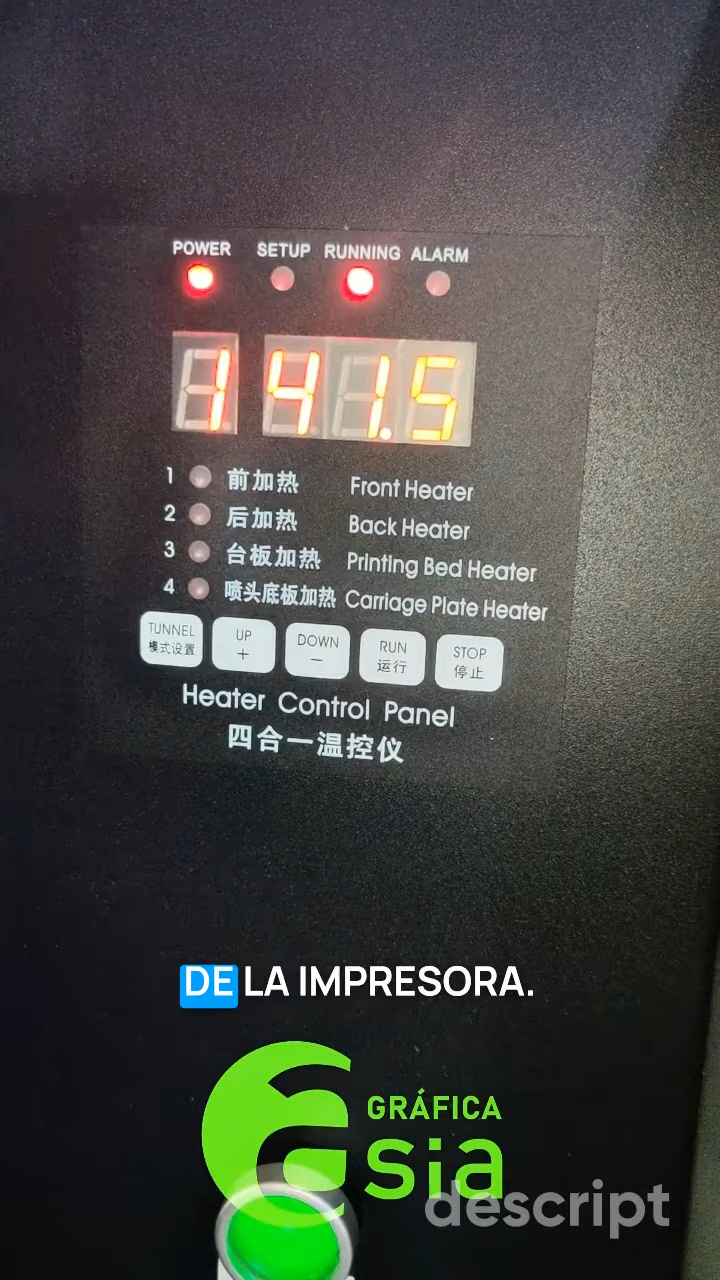 POWER SETUP RUNNING ALARM
1 41.5
1 前加热 Front Heater
2 后加热 Back Heater
3 台板加热 Printing Bed Heater
4 喷头底板加热 Carriage Plate Heater
TUNNEL UP DOWN RUN STOP
模式设置 + − 运行 停止
Heater Control Panel
四合一温控仪
DE LA IMPRESORA.
GRÁFICA
asia
descript